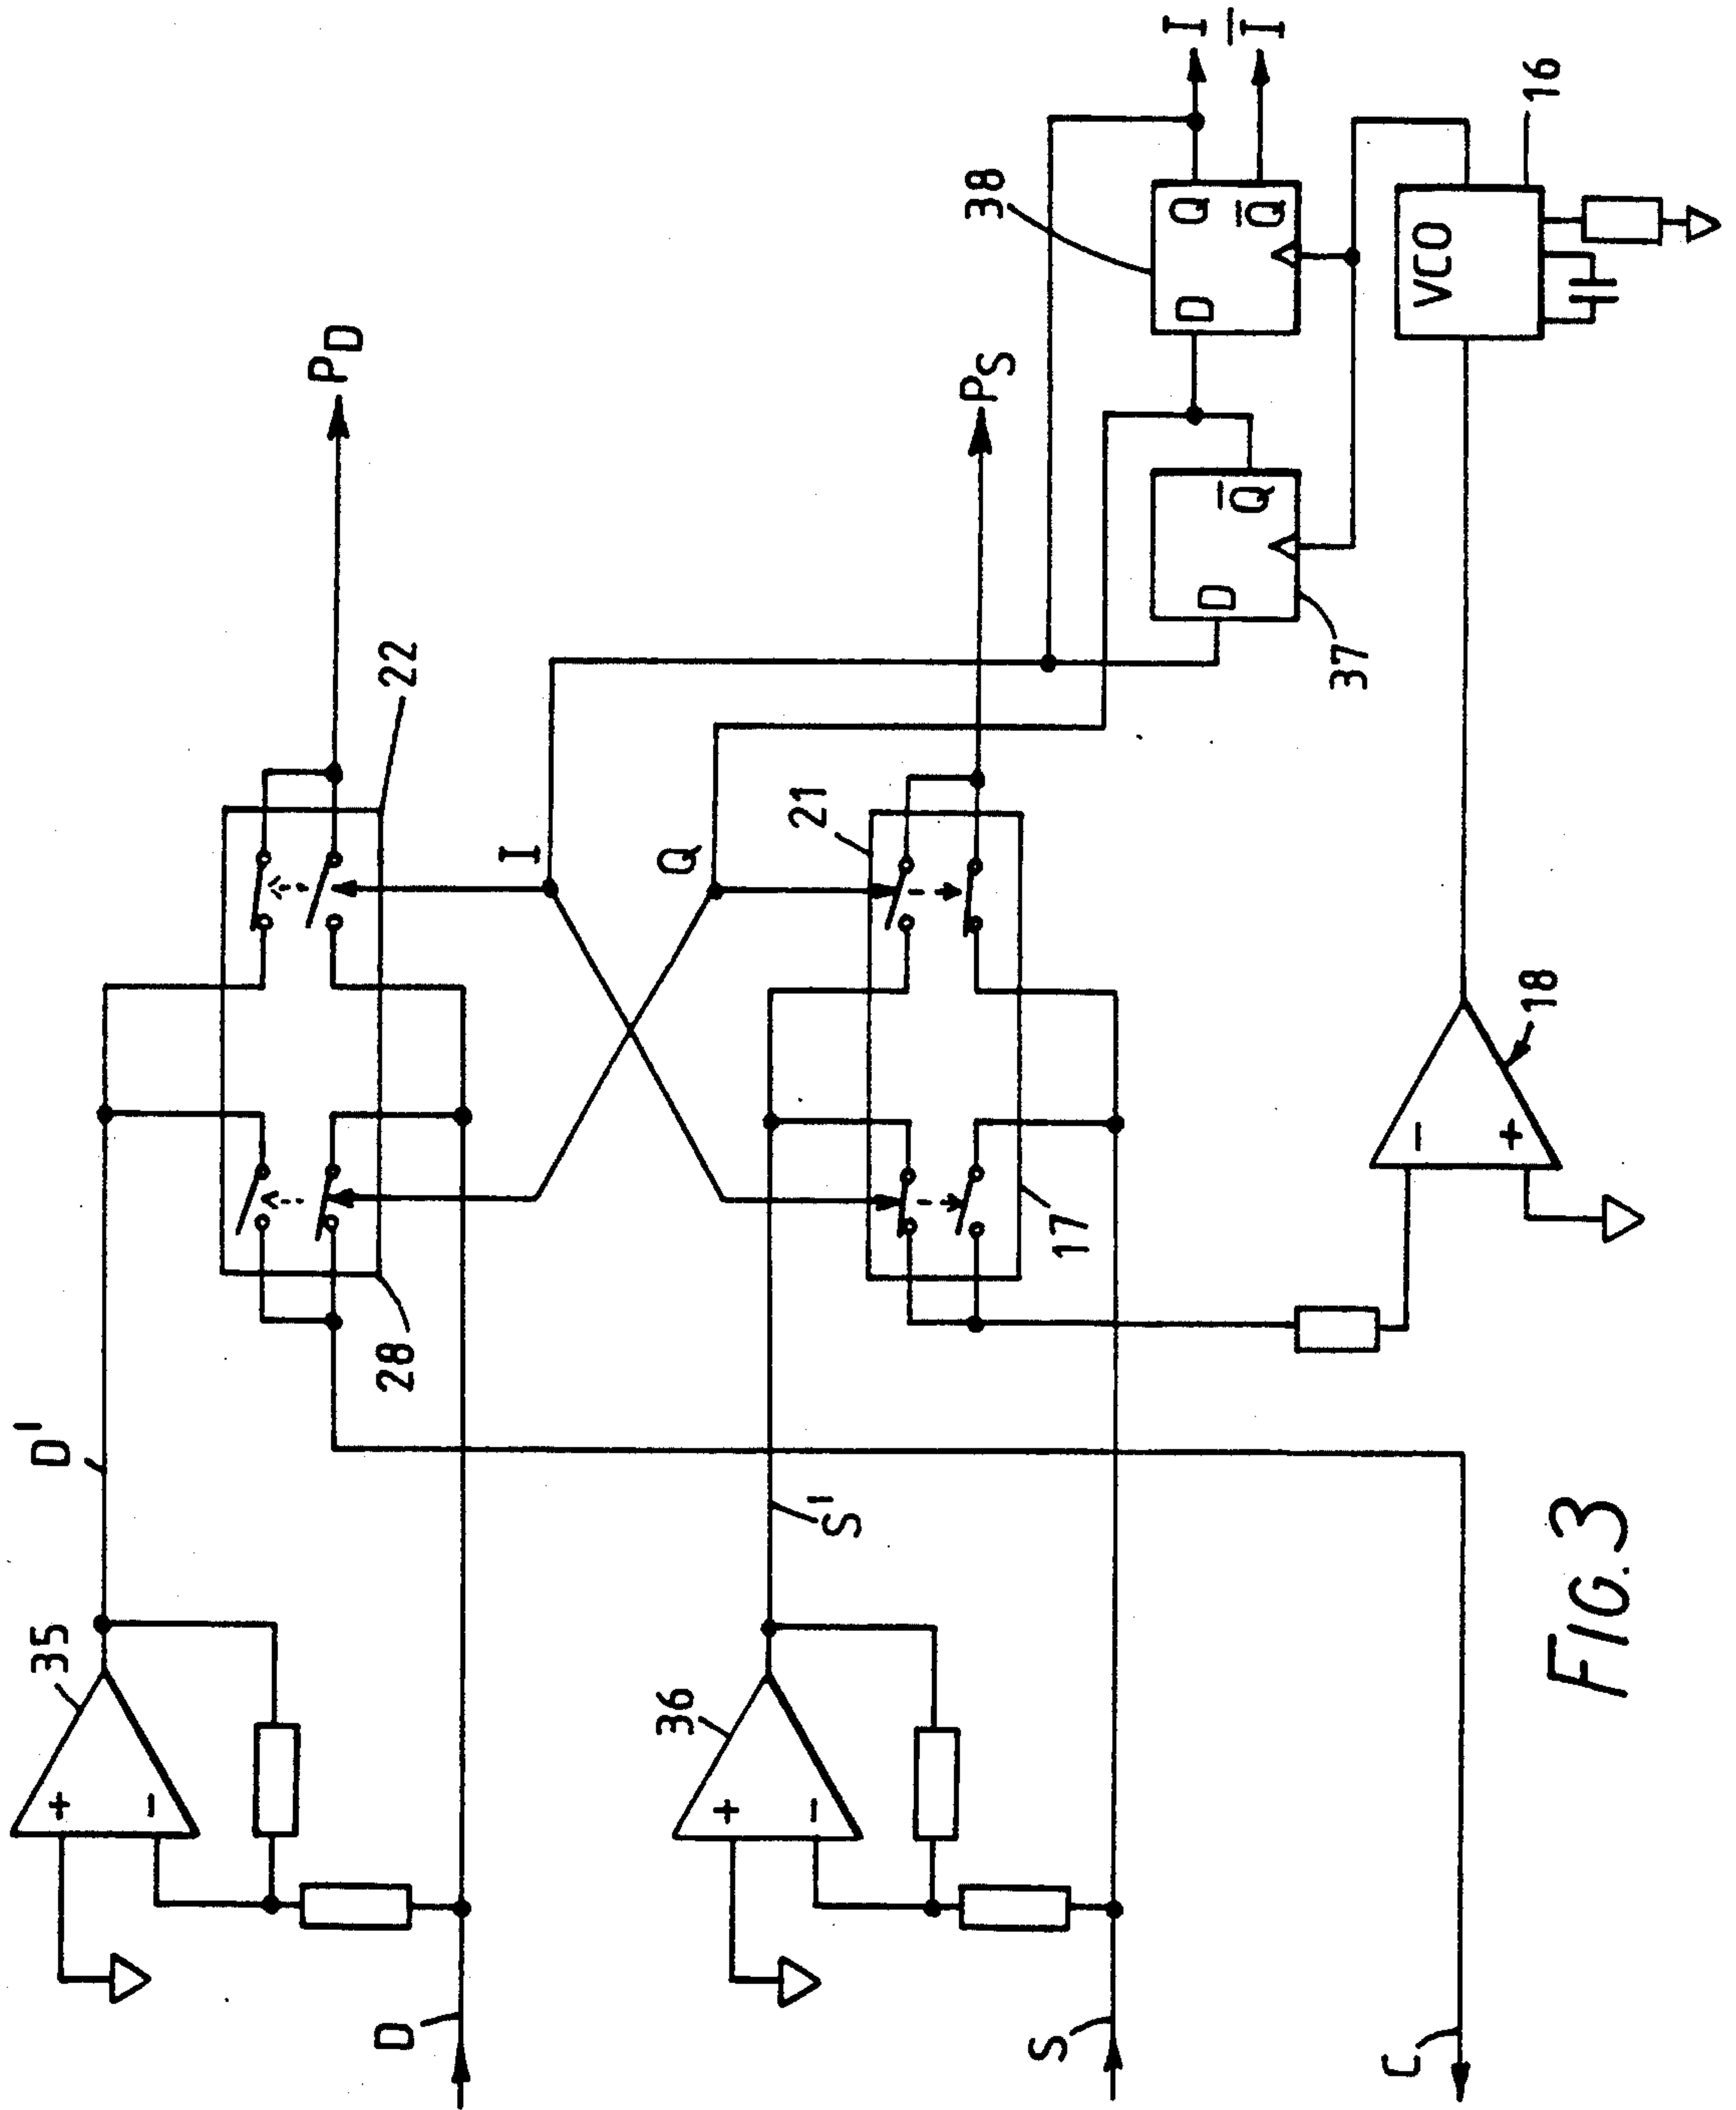 D'
35
+
−
D
28
22
P_D
I
Q
S'
36
+
−
S
17
21
P_S
C
18
−
+
37
D
Q̅
38
D
Q
Q̅
I
I̅
VCO
16
FIG.3